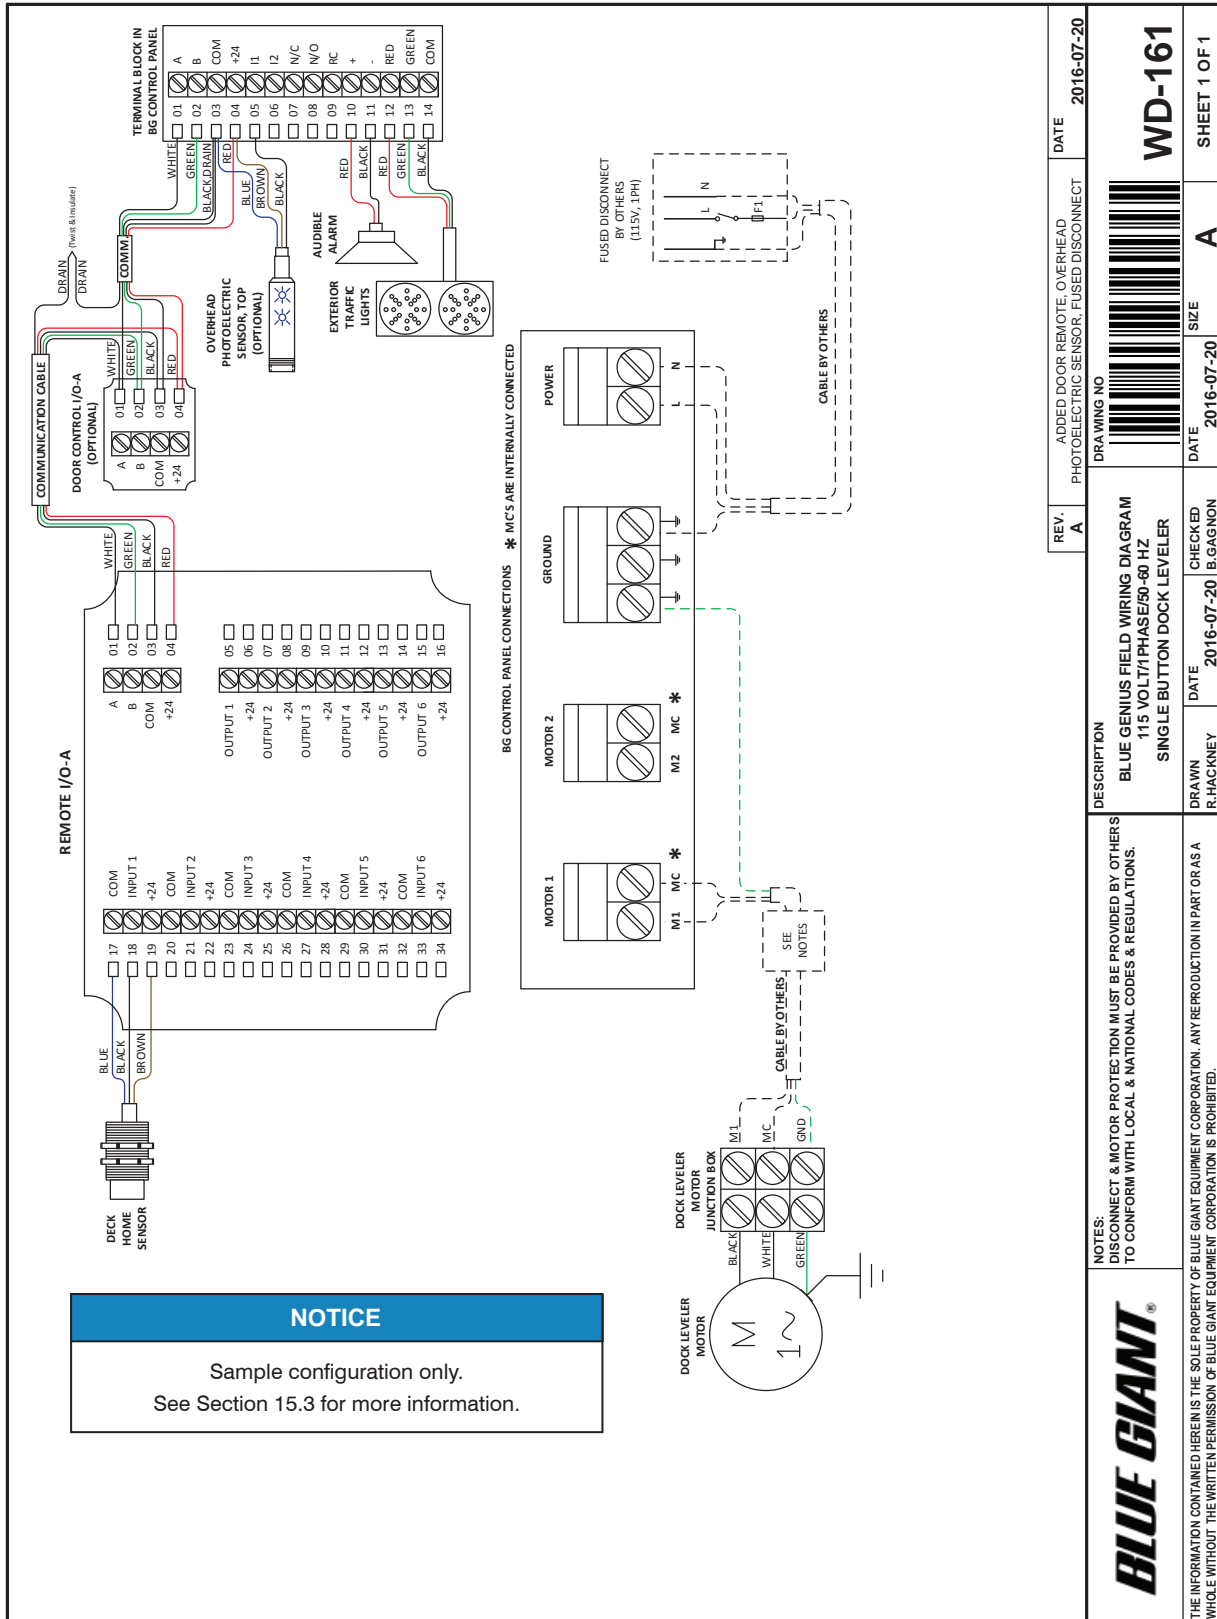 REMOTE I/O-A
17 COM
18 INPUT 1
19 +24
20 COM
21 INPUT 2
22 +24
23 COM
24 INPUT 3
25 +24
26 COM
27 INPUT 4
28 +24
29 COM
30 INPUT 5
31 +24
32 COM
33 INPUT 6
34 +24
A 01 WHITE
B 02 GREEN
COM 03 BLACK
+24 04 RED
OUTPUT 1 05
+24 06
OUTPUT 2 07
+24 08
OUTPUT 3 09
+24 10
OUTPUT 4 11
+24 12
OUTPUT 5 13
+24 14
OUTPUT 6 15
+24 16
BLUE
BLACK
BROWN
DECK
HOME
SENSOR
COMMUNICATION CABLE
DOOR CONTROL I/O-A
(OPTIONAL)
A 01 WHITE
B 02 GREEN
COM 03 BLACK
+24 04 RED
DRAIN
DRAIN
(Twist & Insulate)
COMM.
TERMINAL BLOCK IN
BG CONTROL PANEL
WHITE 01 A
GREEN 02 B
BLACK,DRAIN 03 COM
RED 04 +24
BLUE
BROWN
BLACK
05 I1
06 I2
07 N/C
08 N/O
09 RC
RED 10 +
BLACK 11 -
RED 12 RED
GREEN 13 GREEN
BLACK 14 COM
OVERHEAD
PHOTOELECTRIC
SENSOR, TOP
(OPTIONAL)
AUDIBLE
ALARM
EXTERIOR
TRAFFIC
LIGHTS
BG CONTROL PANEL CONNECTIONS * MC'S ARE INTERNALLY CONNECTED
MOTOR 1
M1 MC *
MOTOR 2
M2 MC *
GROUND
POWER
L N
FUSED DISCONNECT
BY OTHERS
(115V, 1PH)
L N
F1
CABLE BY OTHERS
SEE
NOTES
CABLE BY OTHERS
DOCK LEVELER
MOTOR
JUNCTION BOX
BLACK M1
WHITE MC
GREEN GND
DOCK LEVELER
MOTOR
M
1~
NOTICE
Sample configuration only.
See Section 15.3 for more information.
REV.
A
ADDED DOOR REMOTE, OVERHEAD
PHOTOELECTRIC SENSOR, FUSED DISCONNECT
DATE
2016-07-20
BLUE GIANT®
NOTES:
DISCONNECT & MOTOR PROTECTION MUST BE PROVIDED BY OTHERS
TO CONFORM WITH LOCAL & NATIONAL CODES & REGULATIONS.
DESCRIPTION
BLUE GENIUS FIELD WIRING DIAGRAM
115 VOLT/1PHASE/50-60 HZ
SINGLE BUTTON DOCK LEVELER
DRAWING NO
WD-161
THE INFORMATION CONTAINED HEREIN IS THE SOLE PROPERTY OF BLUE GIANT EQUIPMENT CORPORATION. ANY REPRODUCTION IN PART OR AS A
WHOLE WITHOUT THE WRITTEN PERMISSION OF BLUE GIANT EQUIPMENT CORPORATION IS PROHIBITED.
DRAWN
R.HACKNEY
DATE
2016-07-20
CHECKED
B.GAGNON
DATE
2016-07-20
SIZE
A
SHEET 1 OF 1